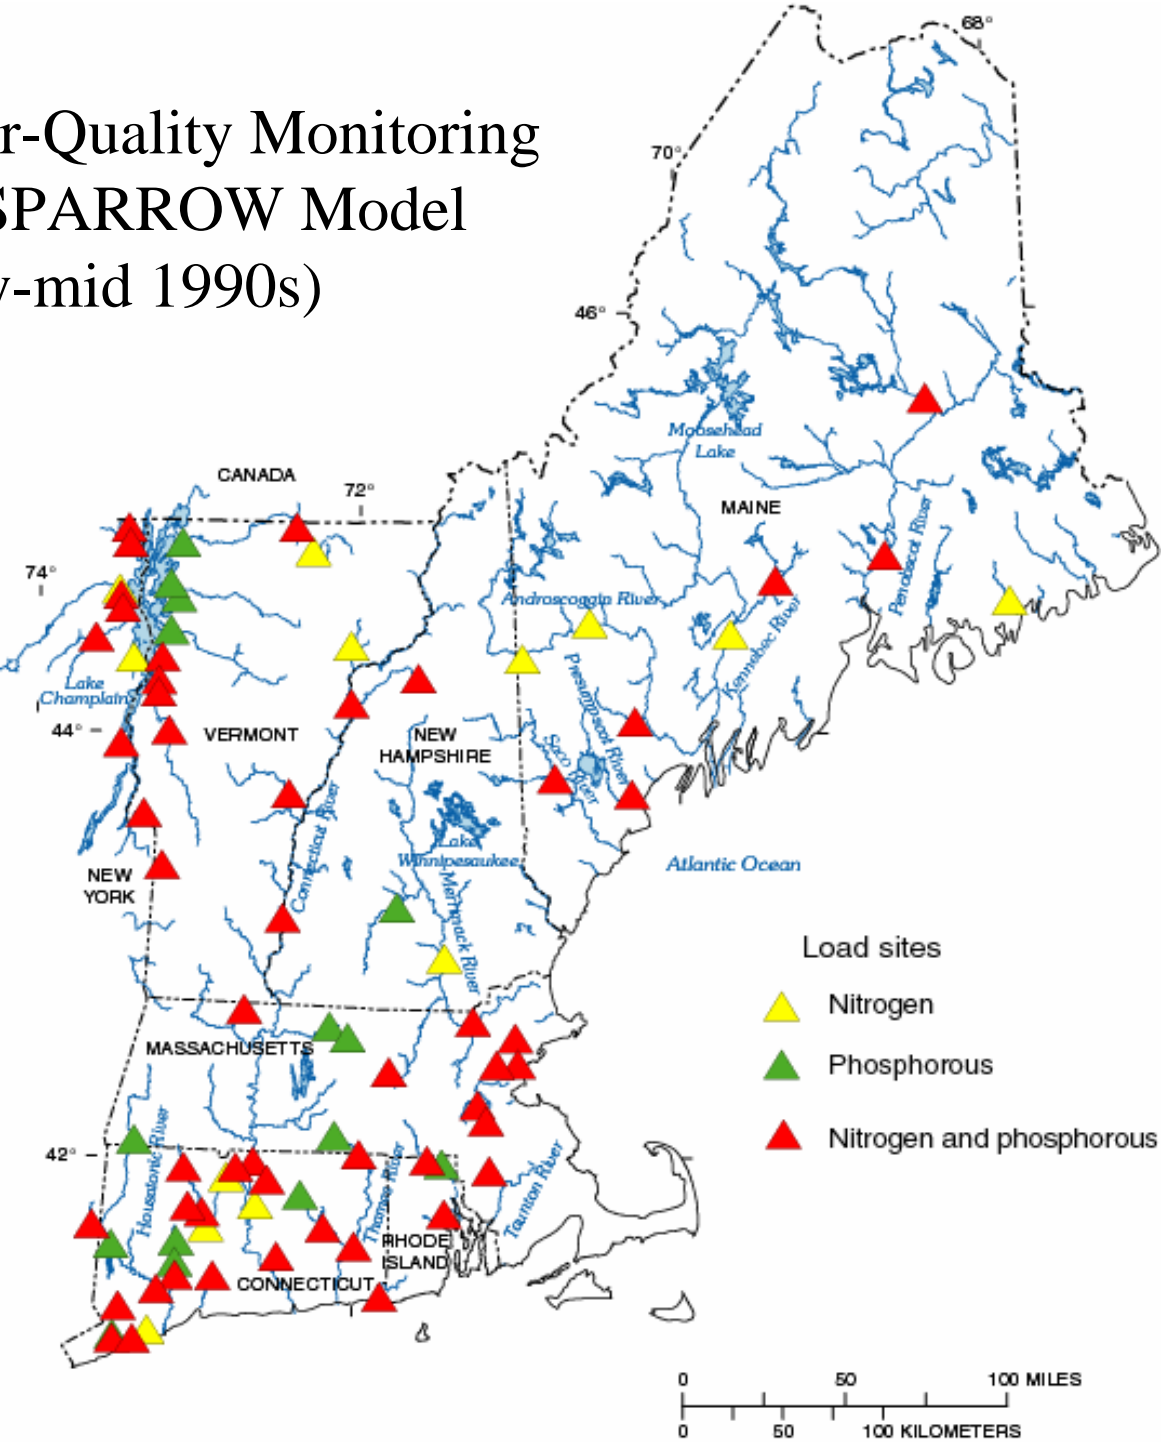 r-Quality Monitoring
SPARROW Model
y-mid 1990s)
68°
70°
46°
Moosehead
Lake
CANADA
72°
MAINE
74°
Penobscot River
Androscoggin River
Kennebec River
Presumpscot River
Lake
Champlain
44°
VERMONT
NEW
HAMPSHIRE
Saco River
Connecticut River
Lake
Winnipesaukee
Merrimack River
Atlantic Ocean
NEW
YORK
Load sites
Nitrogen
Phosphorous
Nitrogen and phosphorous
MASSACHUSETTS
42°
Housatonic River
Thames River
Taunton River
RHODE
ISLAND
CONNECTICUT
0 50 100 MILES
0 50 100 KILOMETERS